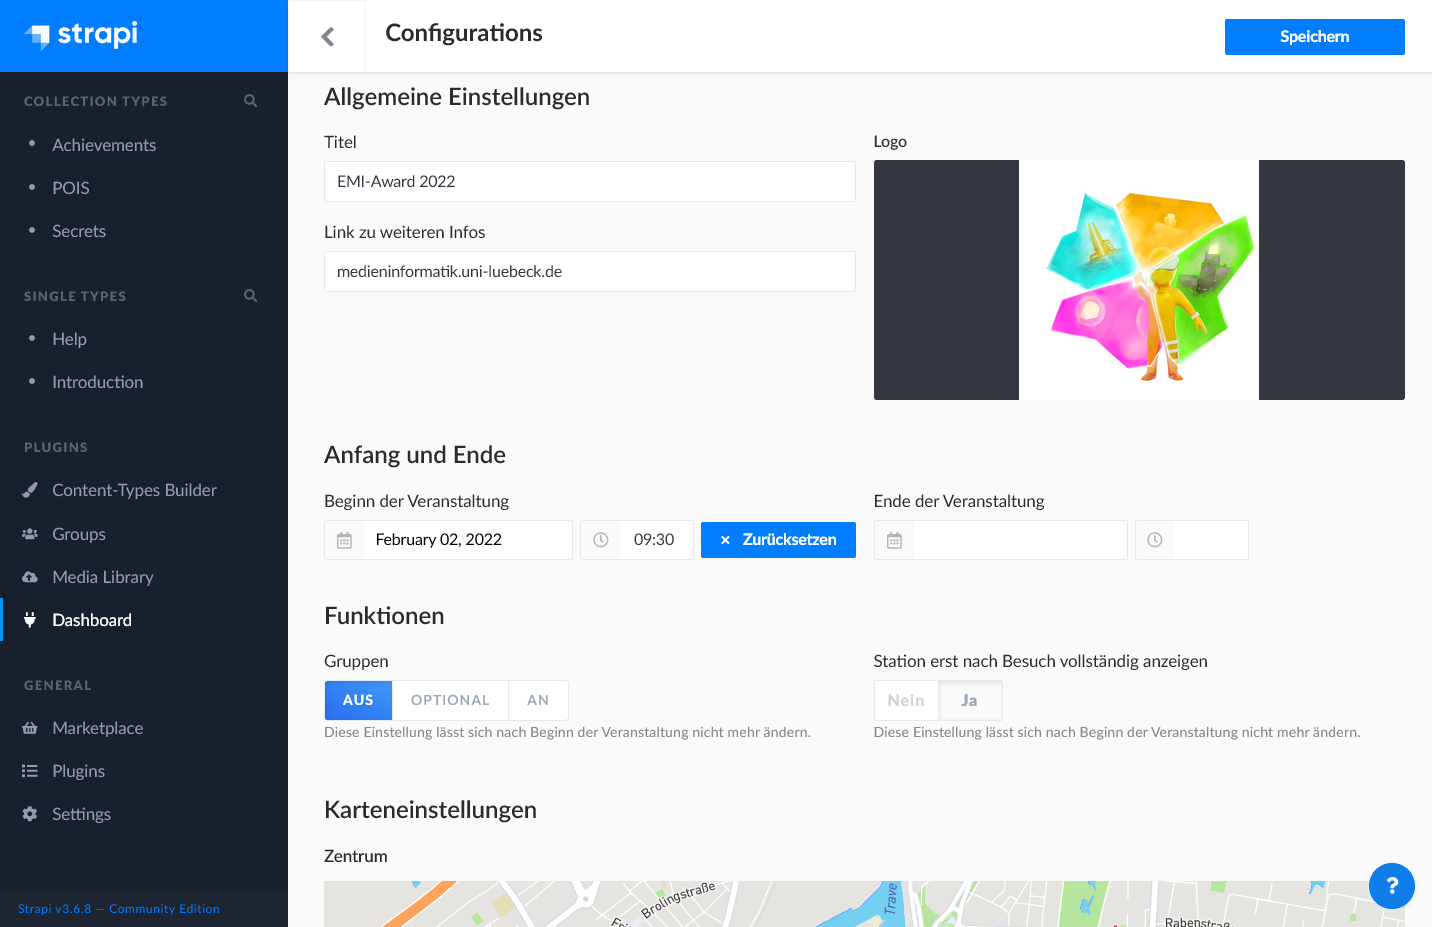 strapi
COLLECTION TYPES
Achievements
POIS
Secrets
SINGLE TYPES
Help
Introduction
PLUGINS
Content-Types Builder
Groups
Media Library
Dashboard
GENERAL
Marketplace
Plugins
Settings
Strapi v3.6.8 — Community Edition
Configurations
Speichern
Allgemeine Einstellungen
Titel
EMI-Award 2022
Link zu weiteren Infos
medieninformatik.uni-luebeck.de
Logo
Anfang und Ende
Beginn der Veranstaltung
February 02, 2022
09:30
× Zurücksetzen
Ende der Veranstaltung
Funktionen
Gruppen
AUS OPTIONAL AN
Diese Einstellung lässt sich nach Beginn der Veranstaltung nicht mehr ändern.
Station erst nach Besuch vollständig anzeigen
Nein Ja
Diese Einstellung lässt sich nach Beginn der Veranstaltung nicht mehr ändern.
Karteneinstellungen
Zentrum
Brolingstraße
Trave
?